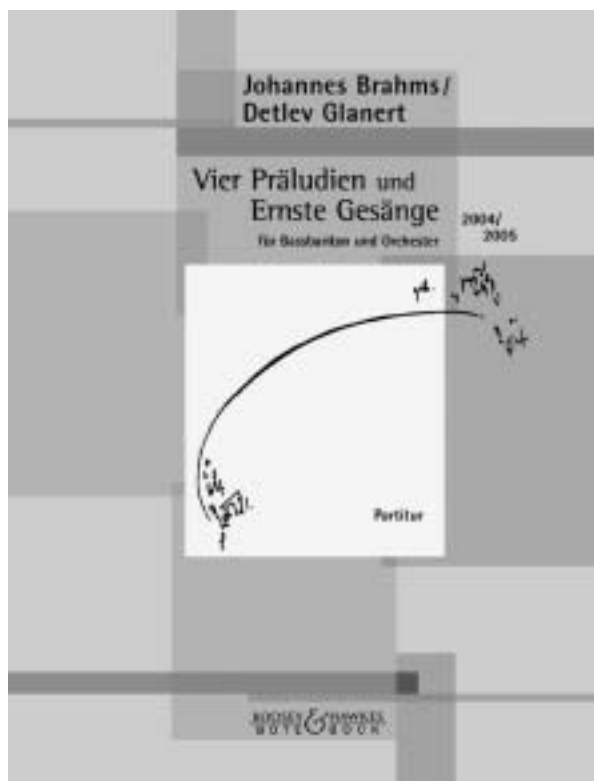 Johannes Brahms/
Detlev Glanert
Vier Präludien und
Ernste Gesänge
2004/
2005
für Bassbariton und Orchester
Partitur
BOOSEY & HAWKES
BOTE & BOCK